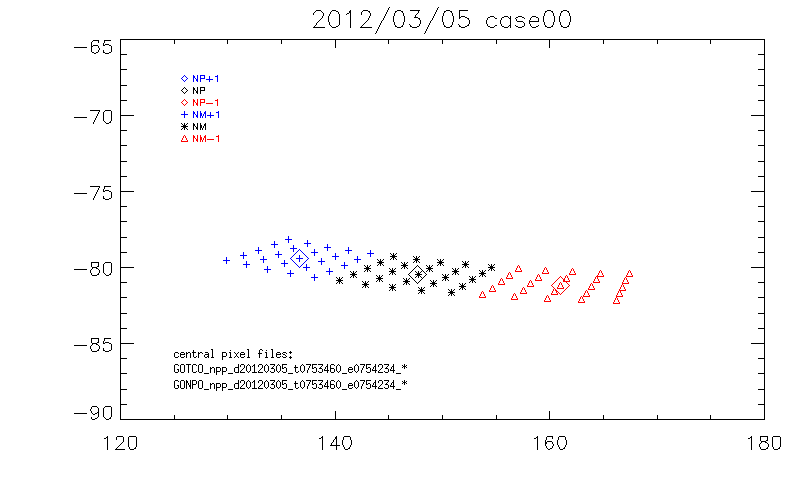 2012/03/05 case00
−65
NP+1
NP
NP−1
NM+1
NM
NM−1
−70
−75
−80
−85
central pixel files:
GOTCO_npp_d20120305_t0753460_e0754234_*
GONPO_npp_d20120305_t0753460_e0754234_*
−90
120 140 160 180